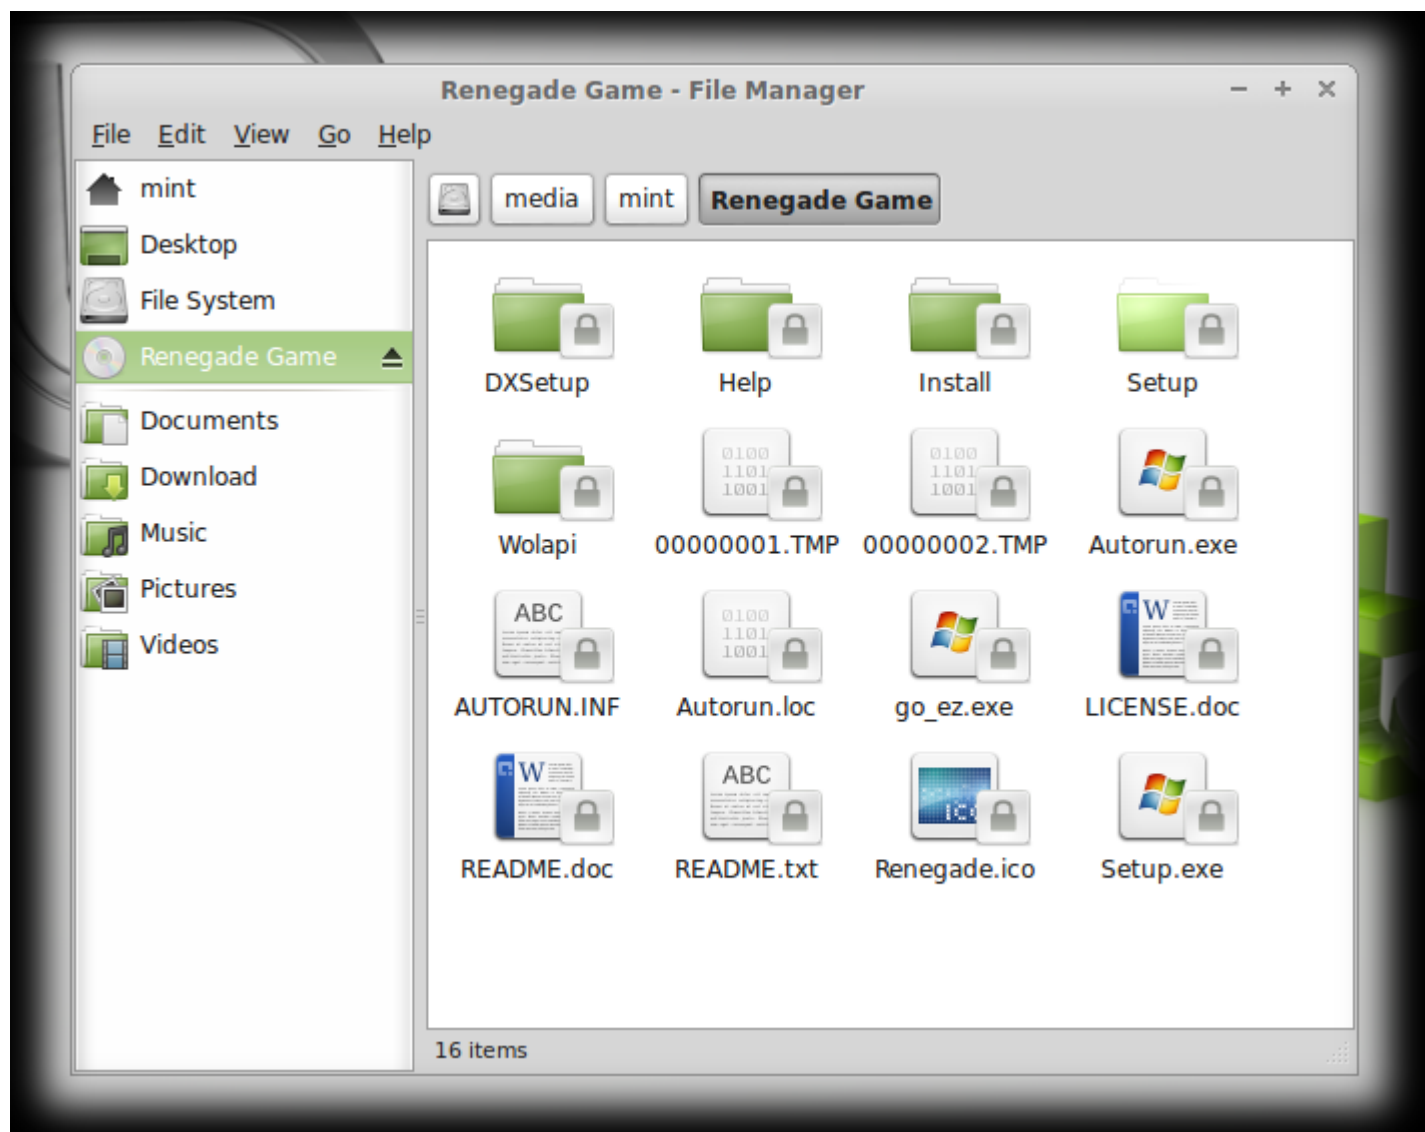 Renegade Game - File Manager
File Edit View Go Help
mint
Desktop
File System
Renegade Game
Documents
Download
Music
Pictures
Videos
media mint Renegade Game
DXSetup Help Install Setup
Wolapi 00000001.TMP 00000002.TMP Autorun.exe
AUTORUN.INF Autorun.loc go_ez.exe LICENSE.doc
README.doc README.txt Renegade.ico Setup.exe
16 items